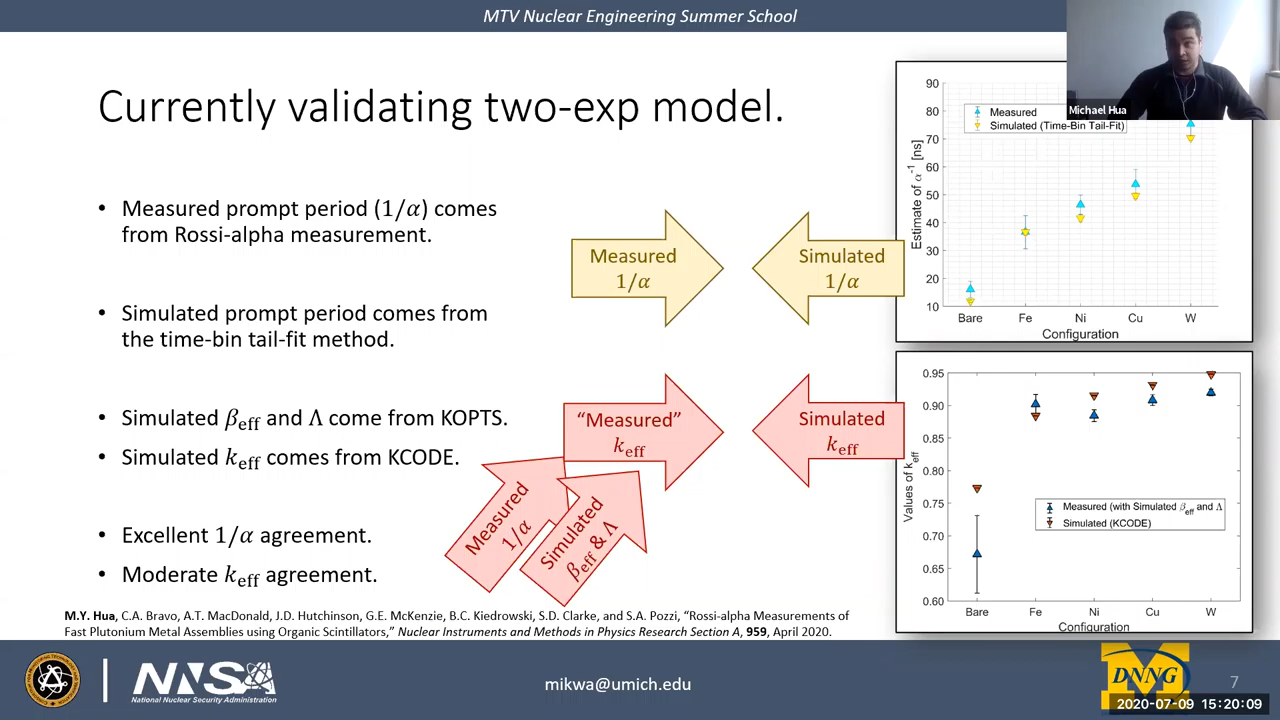 MTV Nuclear Engineering Summer School
Currently validating two-exp model.
• Measured prompt period (1/α) comes
from Rossi-alpha measurement.
• Simulated prompt period comes from
the time-bin tail-fit method.
• Simulated β_eff and Λ come from KOPTS.
• Simulated k_eff comes from KCODE.
• Excellent 1/α agreement.
• Moderate k_eff agreement.
Measured
1/α
Simulated
1/α
"Measured"
k_eff
Simulated
k_eff
Measured
1/α
Simulated
β_eff & Λ
Michael Hua
Measured
Simulated (Time-Bin Tail-Fit)
Estimate of α⁻¹ [ns]
90
80
70
60
50
40
30
20
10
Bare Fe Ni Cu W
Configuration
Values of k_eff
0.95
0.90
0.85
0.80
0.75
0.70
0.65
0.60
Measured (with Simulated β_eff and Λ
Simulated (KCODE)
Bare Fe Ni Cu W
Configuration
M.Y. Hua, C.A. Bravo, A.T. MacDonald, J.D. Hutchinson, G.E. McKenzie, B.C. Kiedrowski, S.D. Clarke, and S.A. Pozzi, "Rossi-alpha Measurements of
Fast Plutonium Metal Assemblies using Organic Scintillators," Nuclear Instruments and Methods in Physics Research Section A, 959, April 2020.
NNSA
National Nuclear Security Administration
mikwa@umich.edu
DNNG
7
2020-07-09 15:20:09